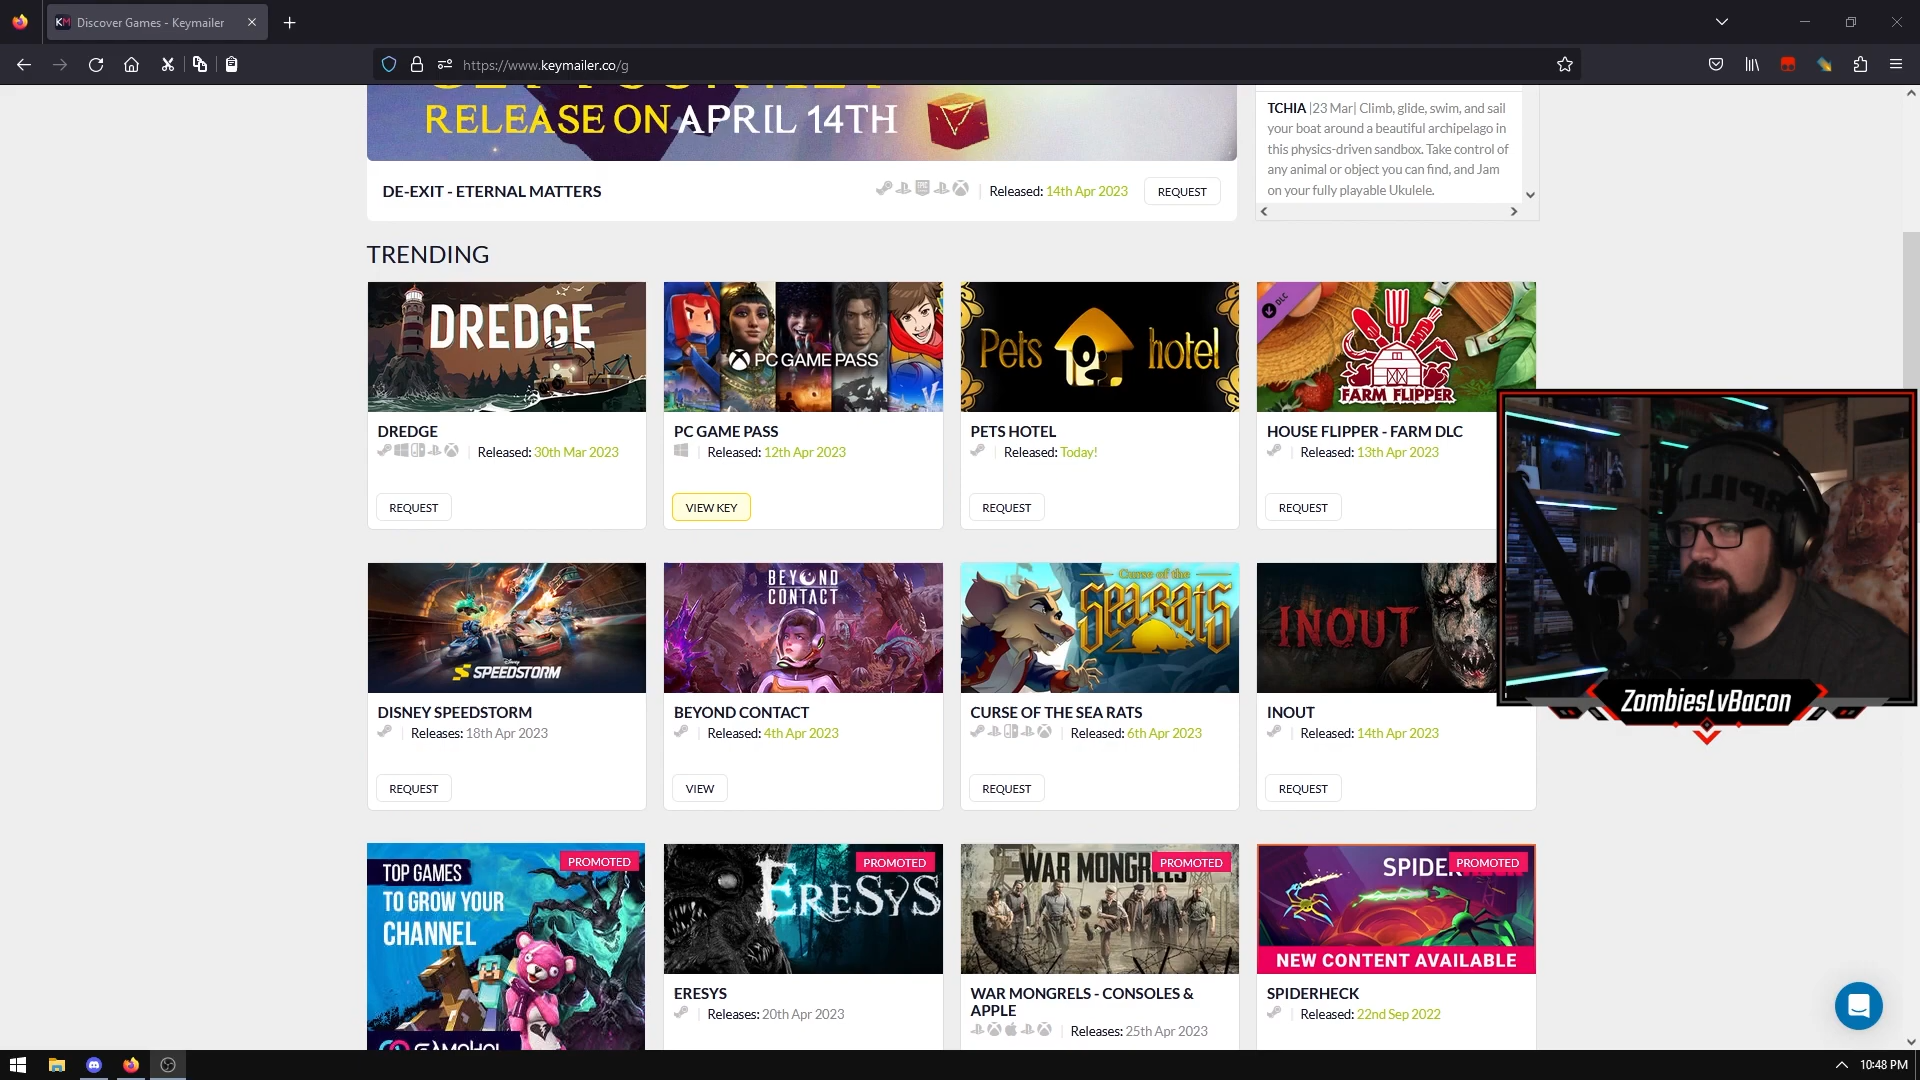 Discover Games - Keymailer
https://www.keymailer.co/g
RELEASE ON APRIL 14TH
DE-EXIT - ETERNAL MATTERS
Released: 14th Apr 2023
REQUEST
TCHIA |23 Mar| Climb, glide, swim, and sail
your boat around a beautiful archipelago in
this physics-driven sandbox. Take control of
any animal or object you can find, and Jam
on your fully playable Ukulele.
TRENDING
DREDGE
PC GAME PASS
Pets hotel
DLC
FARM FLIPPER
DREDGE
Released: 30th Mar 2023
REQUEST
PC GAME PASS
Released: 12th Apr 2023
VIEW KEY
PETS HOTEL
Released: Today!
REQUEST
HOUSE FLIPPER - FARM DLC
Released: 13th Apr 2023
REQUEST
Disney
SPEEDSTORM
BEYOND
CONTACT
Curse of the
Sea Rats
INOUT
DISNEY SPEEDSTORM
Releases: 18th Apr 2023
REQUEST
BEYOND CONTACT
Released: 4th Apr 2023
VIEW
CURSE OF THE SEA RATS
Released: 6th Apr 2023
REQUEST
INOUT
Released: 14th Apr 2023
REQUEST
ZombiesLvBacon
TOP GAMES
TO GROW YOUR
CHANNEL
PROMOTED
ERESYS
PROMOTED
WAR MONGRELS
PROMOTED
PROMOTED
NEW CONTENT AVAILABLE
ERESYS
Releases: 20th Apr 2023
WAR MONGRELS - CONSOLES &
APPLE
Releases: 25th Apr 2023
SPIDERHECK
Released: 22nd Sep 2022
10:48 PM